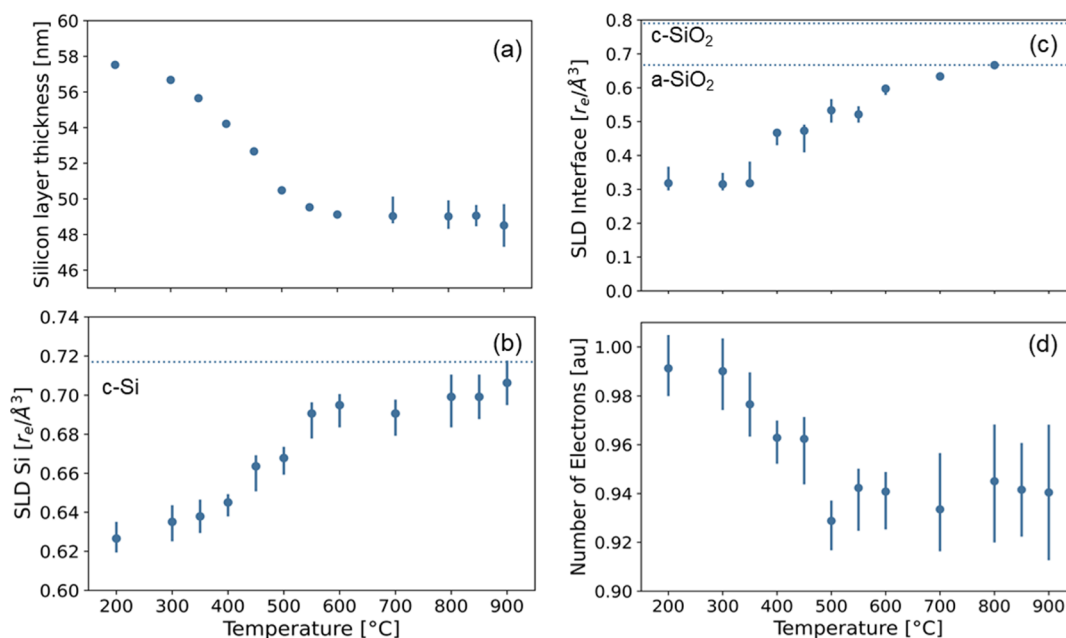 60
58
56
54
52
50
48
46
Silicon layer thickness [nm]
(a)
0.8
0.7
0.6
0.5
0.4
0.3
0.2
0.1
0.0
SLD Interface [rₑ/Å³]
c-SiO₂
a-SiO₂
(c)
0.74
0.72
0.70
0.68
0.66
0.64
0.62
0.60
SLD Si [rₑ/Å³]
c-Si
(b)
200 300 400 500 600 700 800 900
Temperature [°C]
1.00
0.98
0.96
0.94
0.92
0.90
Number of Electrons [au]
(d)
200 300 400 500 600 700 800 900
Temperature [°C]